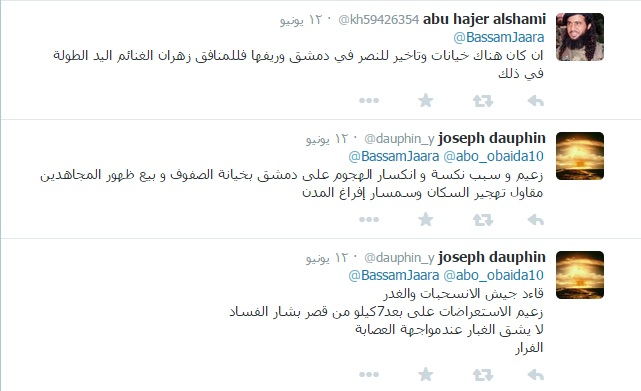 abu hajer alshami @kh59426354 · ١٢ يونيو
@BassamJaara
ان كان هناك خيانات وتاخير للنصر في دمشق وريفها فللمنافق زهران الغنائم اليد الطولة
في ذلك
joseph dauphin @dauphin_y · ١٢ يونيو
@BassamJaara @abo_obaida10
زعيم و سبب نكسة و انكسار الهجوم على دمشق بخيانة الصفوف و بيع ظهور المجاهدين
مقاول تهجير السكان وسمسار إفراغ المدن
joseph dauphin @dauphin_y · ١٢ يونيو
@BassamJaara @abo_obaida10
قاءد جيش الانسحبات والغدر
زعيم الاستعراضات على بعد7كيلو من قصر بشار الفساد
لا يشق الغبار عندمواجهة العصابة
الفرار